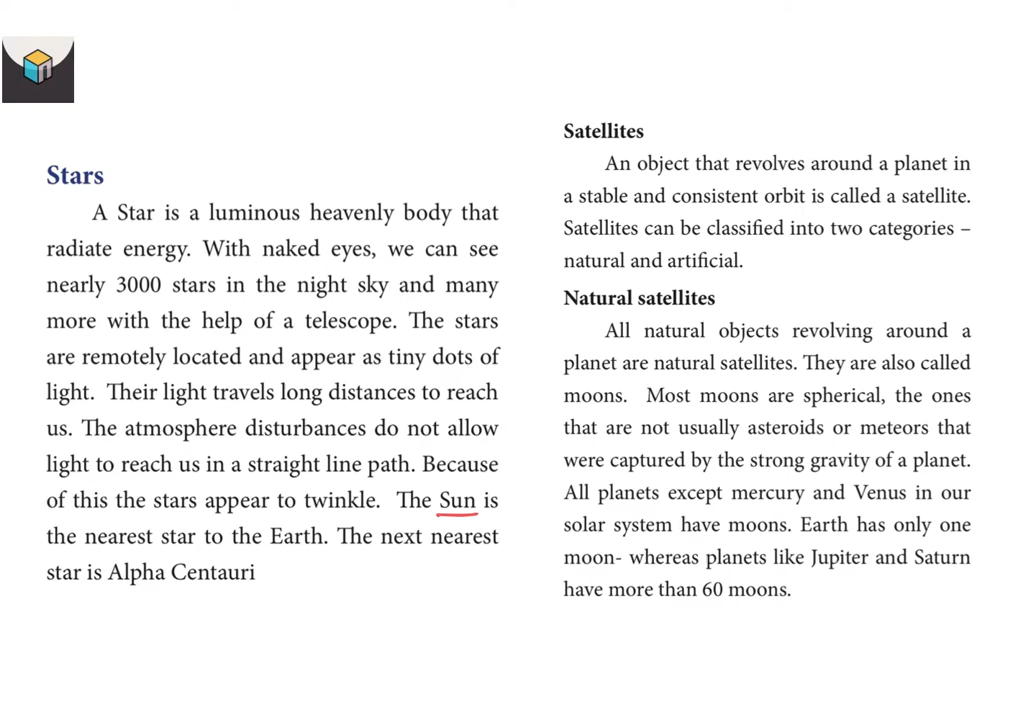 Stars
A Star is a luminous heavenly body that
radiate energy. With naked eyes, we can see
nearly 3000 stars in the night sky and many
more with the help of a telescope. The stars
are remotely located and appear as tiny dots of
light. Their light travels long distances to reach
us. The atmosphere disturbances do not allow
light to reach us in a straight line path. Because
of this the stars appear to twinkle. The Sun is
the nearest star to the Earth. The next nearest
star is Alpha Centauri
Satellites
An object that revolves around a planet in
a stable and consistent orbit is called a satellite.
Satellites can be classified into two categories –
natural and artificial.
Natural satellites
All natural objects revolving around a
planet are natural satellites. They are also called
moons. Most moons are spherical, the ones
that are not usually asteroids or meteors that
were captured by the strong gravity of a planet.
All planets except mercury and Venus in our
solar system have moons. Earth has only one
moon- whereas planets like Jupiter and Saturn
have more than 60 moons.